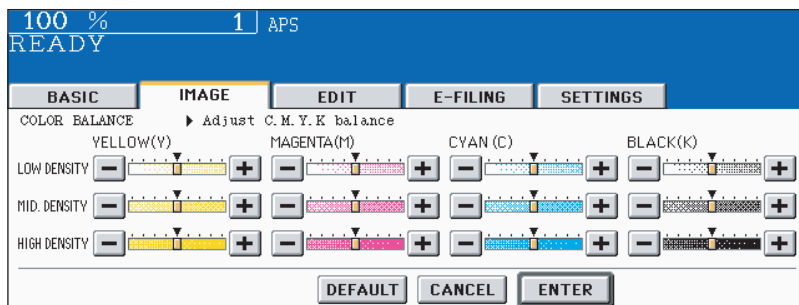 100 % 1 APS
READY
BASIC IMAGE EDIT E-FILING SETTINGS
COLOR BALANCE Adjust C.M.Y.K balance
YELLOW(Y) MAGENTA(M) CYAN (C) BLACK(K)
LOW DENSITY
MID. DENSITY
HIGH DENSITY
DEFAULT CANCEL ENTER